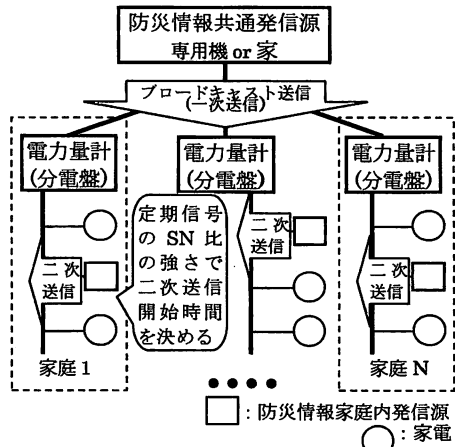 防災情報共通発信源
専用機 or 家
ブロードキャスト送信
(一次送信)
電力量計
(分電盤)
電力量計
(分電盤)
電力量計
(分電盤)
二次
送信
定期信号
の SN 比
の強さで
二次送信
開始時間
を決める
二次
送信
二次
送信
家庭 1
家庭 N
:防災情報家庭内発信源
:家電